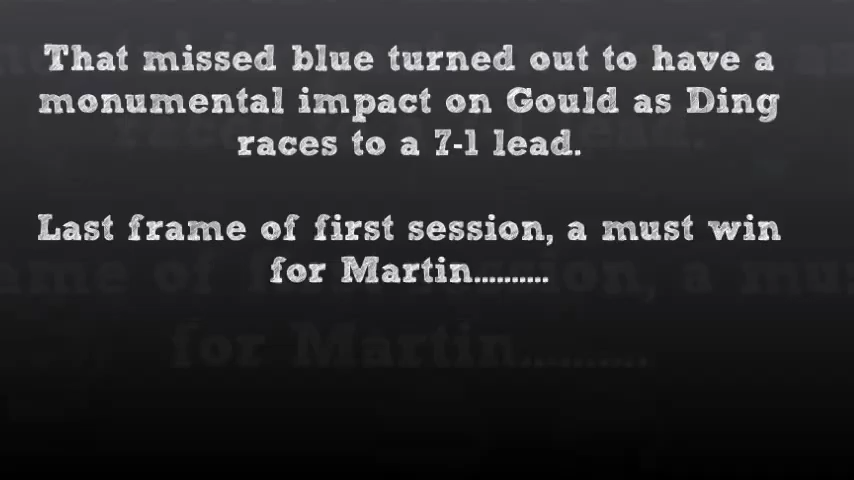 That missed blue turned out to have a
monumental impact on Gould as Ding
races to a 7-1 lead.
Last frame of first session, a must win
for Martin..........